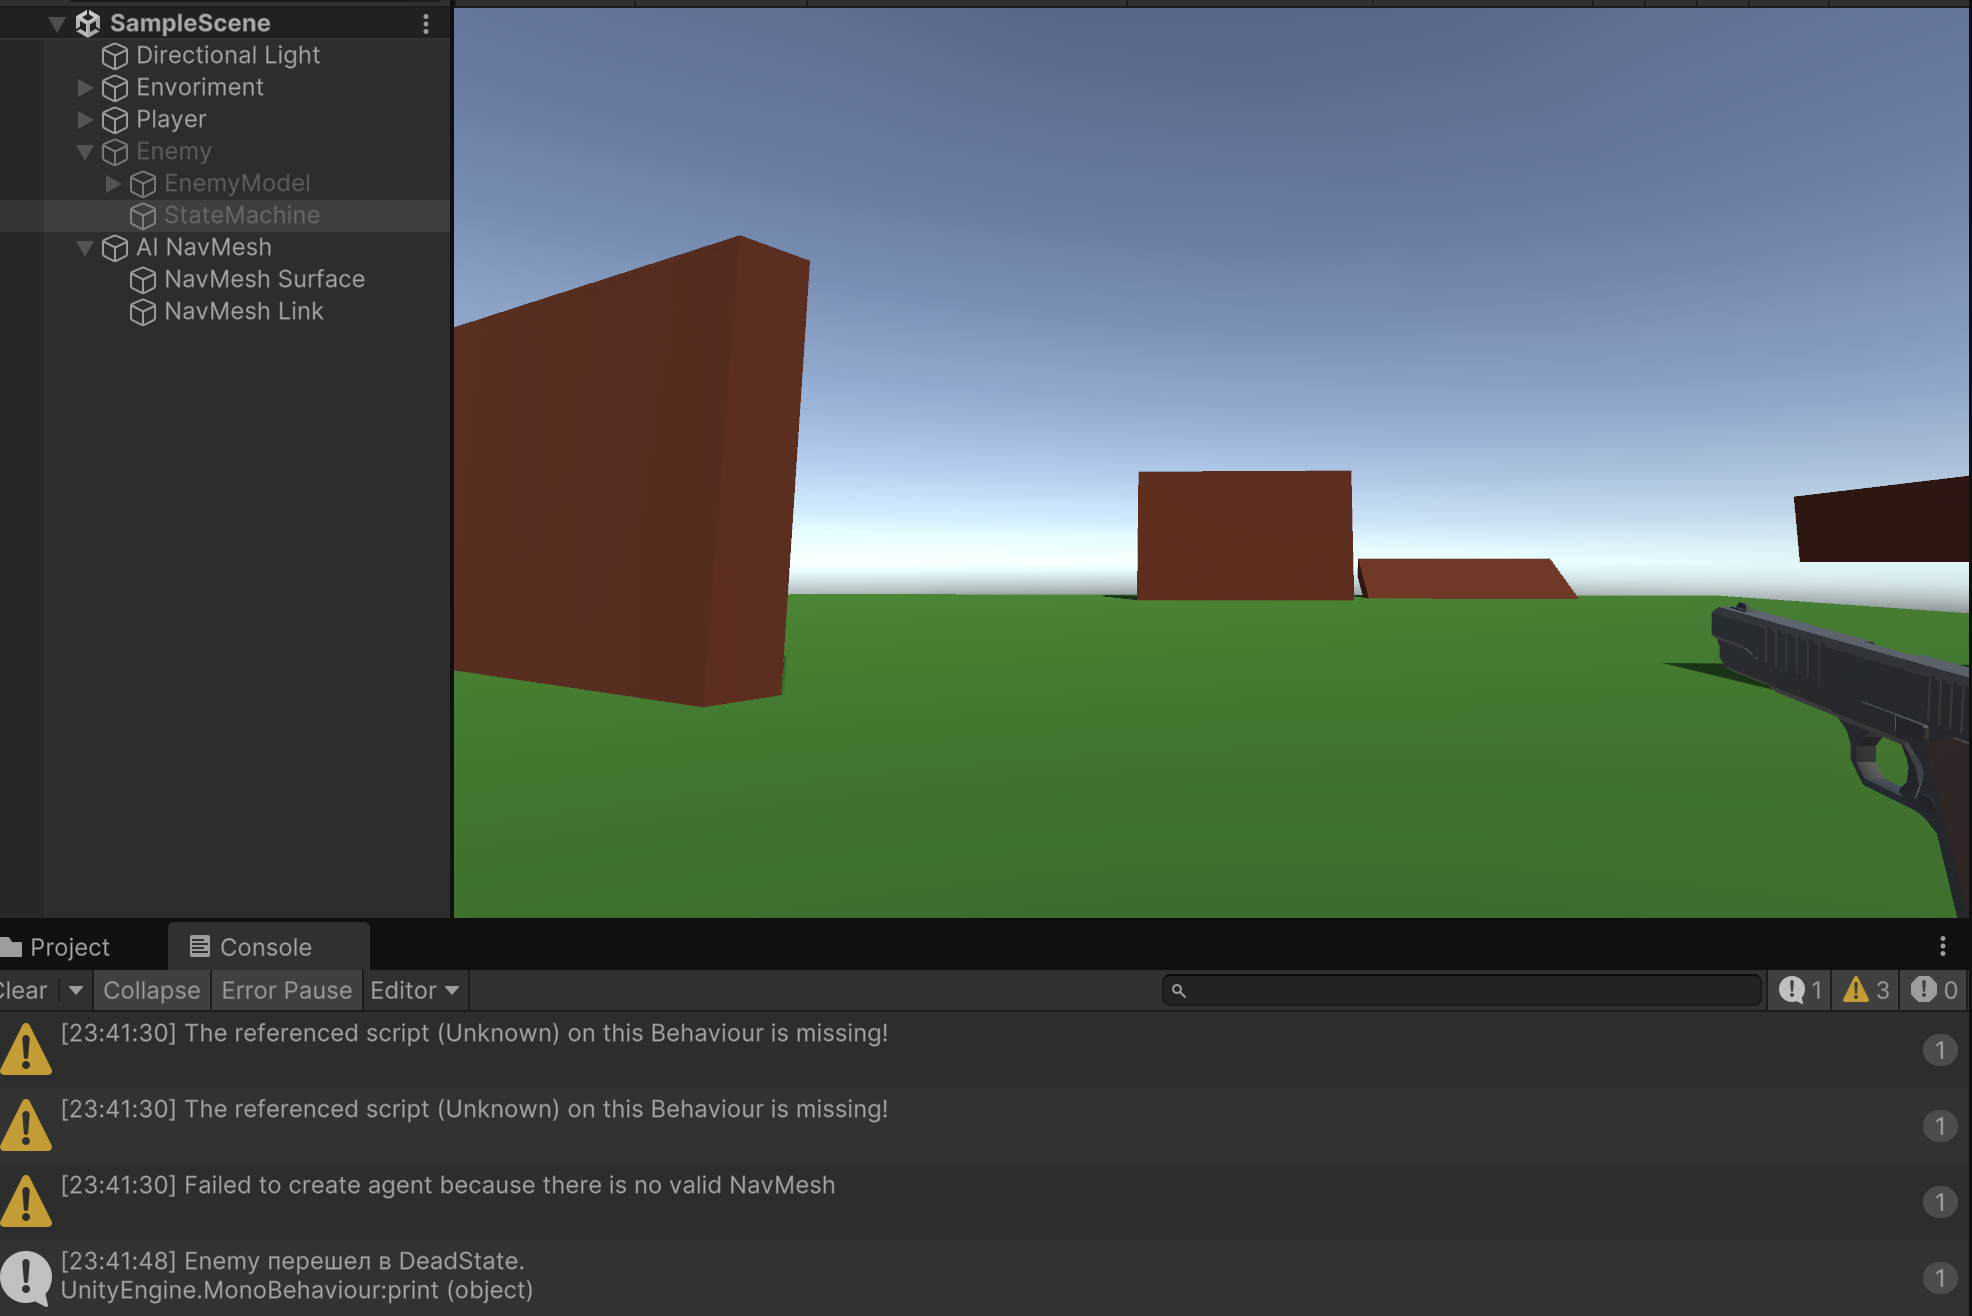 SampleScene
Directional Light
Envoriment
Player
Enemy
EnemyModel
StateMachine
AI NavMesh
NavMesh Surface
NavMesh Link
Project
Console
Clear
Collapse
Error Pause
Editor
1
3
0
[23:41:30] The referenced script (Unknown) on this Behaviour is missing!
1
[23:41:30] The referenced script (Unknown) on this Behaviour is missing!
1
[23:41:30] Failed to create agent because there is no valid NavMesh
1
[23:41:48] Enemy перешел в DeadState.
UnityEngine.MonoBehaviour:print (object)
1